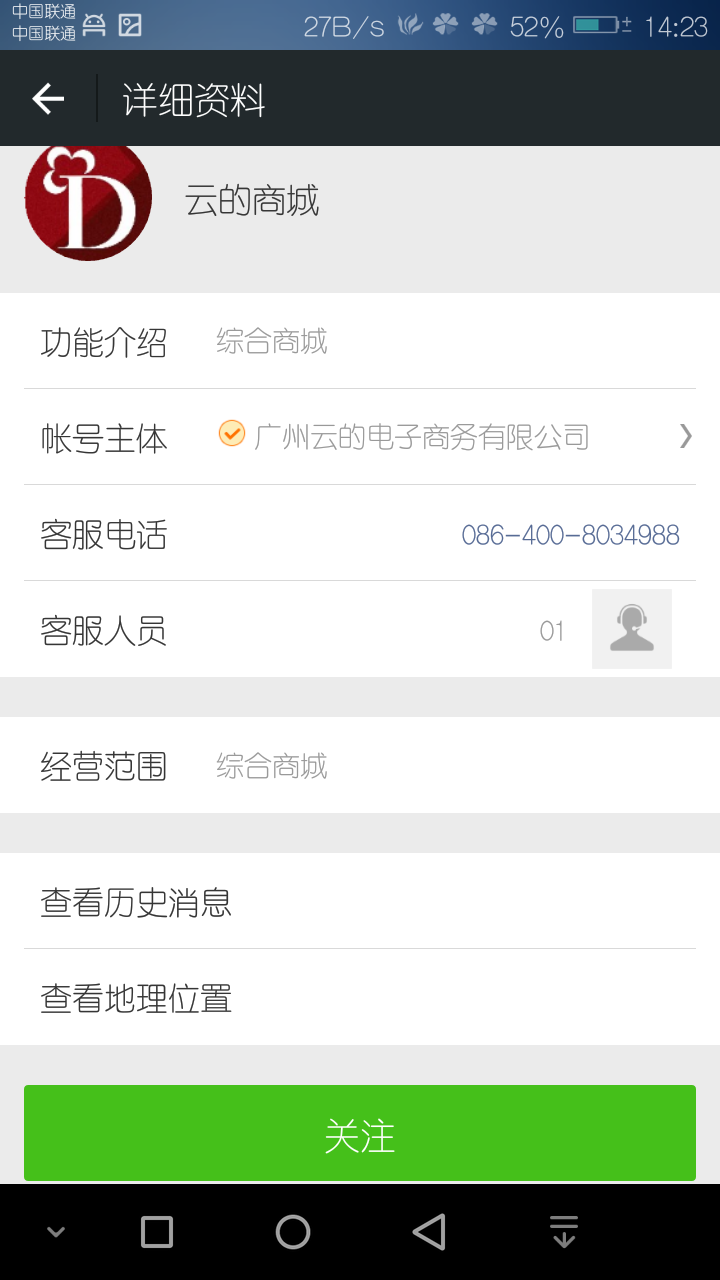 中国联通
中国联通
27B/s 52% 14:23
详细资料
D
云的商城
功能介绍 综合商城
帐号主体 广州云的电子商务有限公司
客服电话 086-400-8034988
客服人员 01
经营范围 综合商城
查看历史消息
查看地理位置
关注